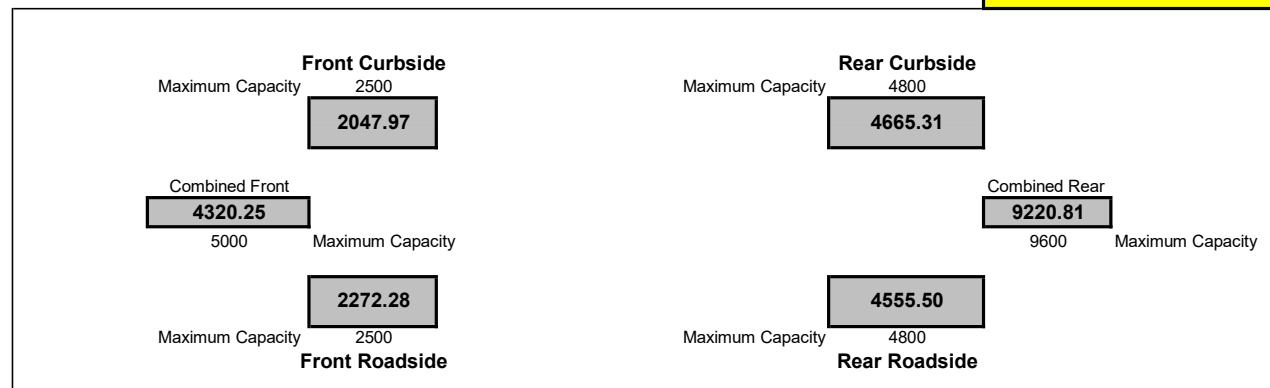 Front Curbside Rear Curbside
Maximum Capacity 2500 Maximum Capacity 4800
2047.97 4665.31
Combined Front Combined Rear
4320.25 9220.81
5000 Maximum Capacity 9600 Maximum Capacity
2272.28 4555.50
Maximum Capacity 2500 Maximum Capacity 4800
Front Roadside Rear Roadside